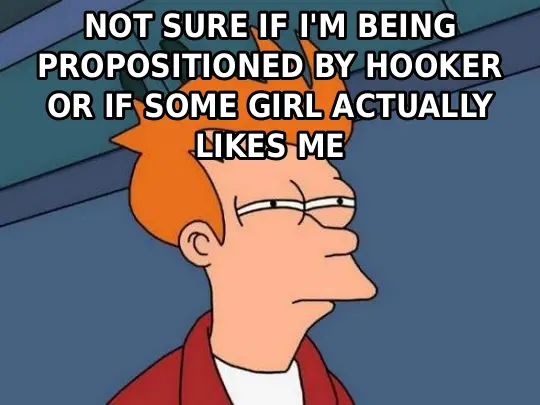 NOT SURE IF I'M BEING
PROPOSITIONED BY HOOKER
OR IF SOME GIRL ACTUALLY
LIKES ME